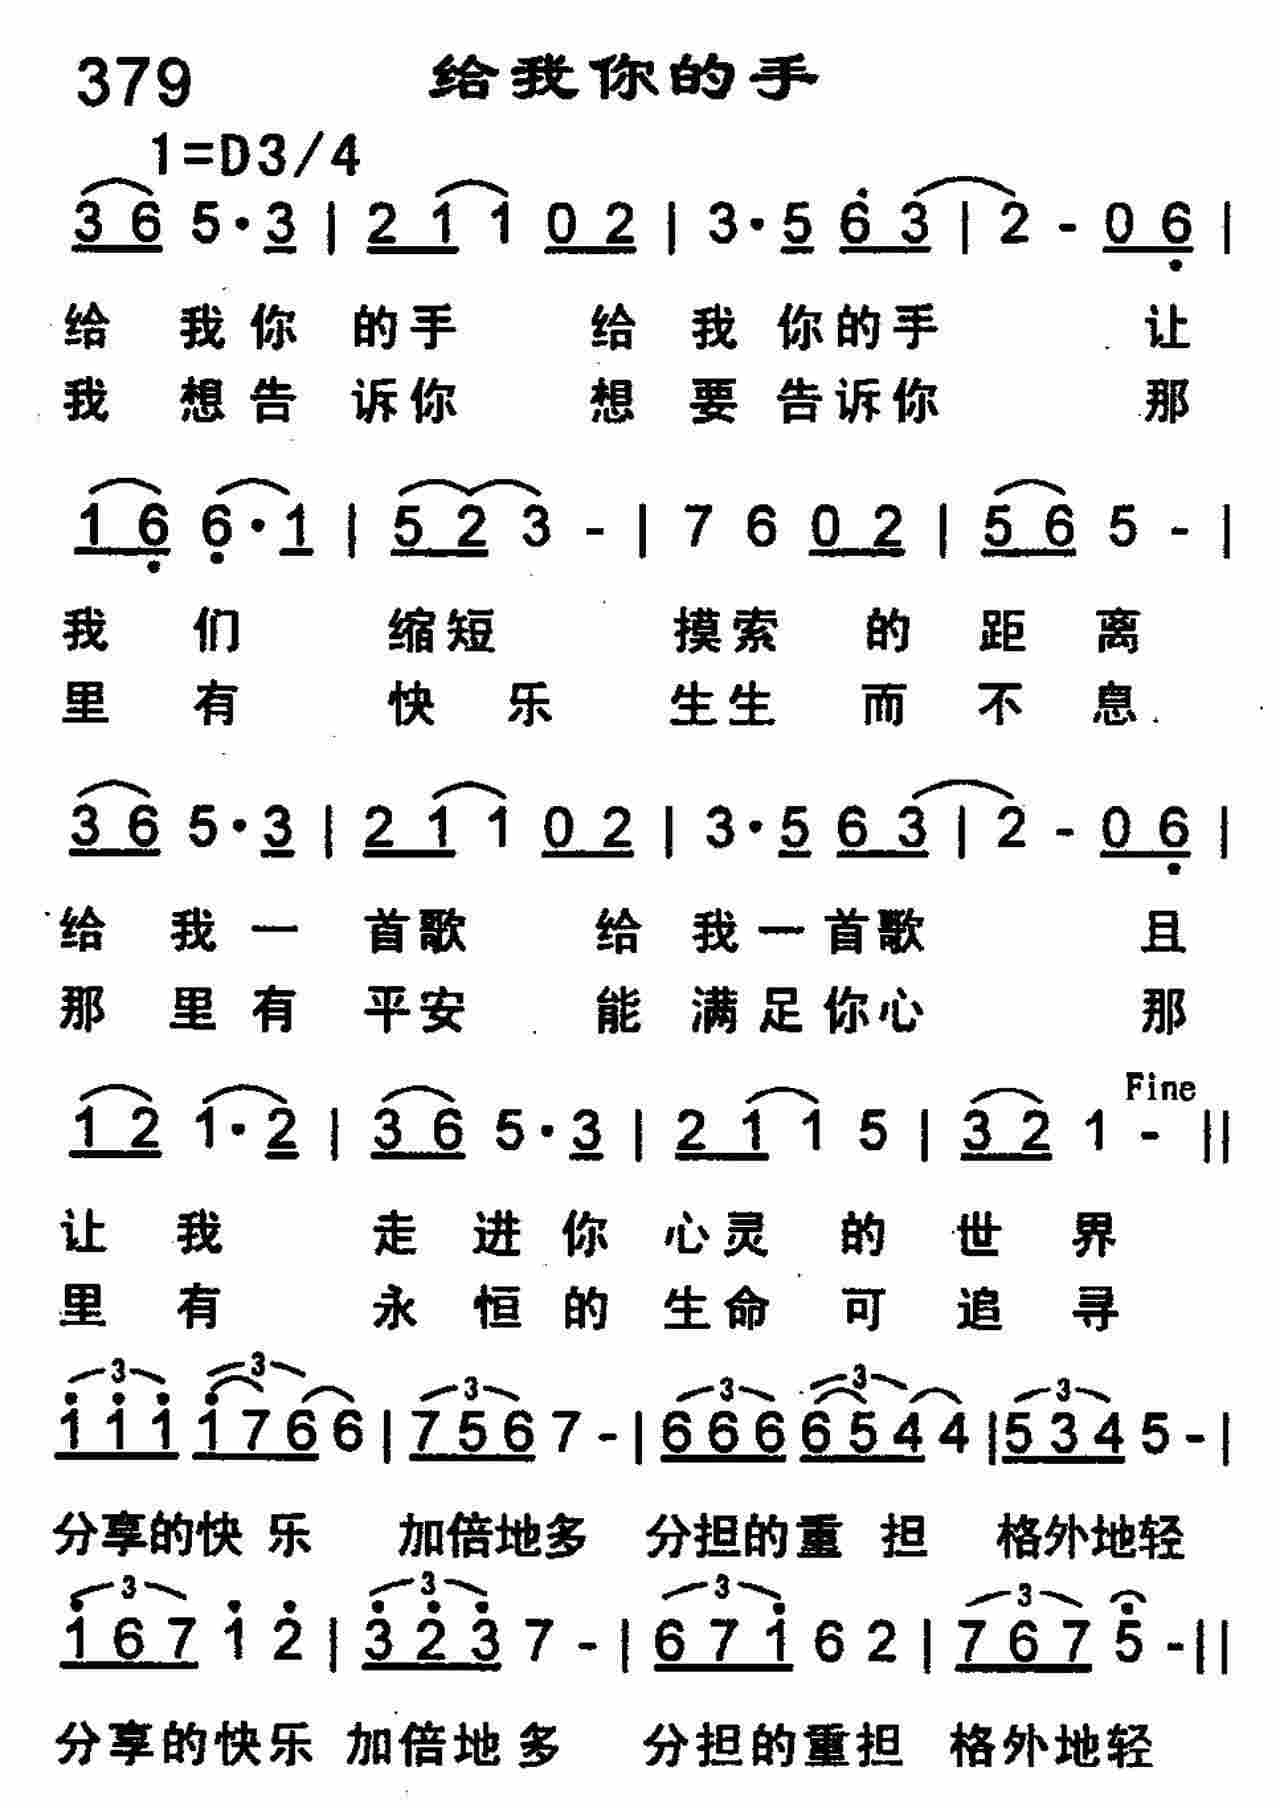 379 给我你的手
1=D3/4
3 6 5·3 | 2 1 1 0 2 | 3·5 6 3 | 2 - 0 6 |
给 我你 的手 给 我 你的手 让
我 想告 诉你 想 要 告诉你 那
1 6 6·1 | 5 2 3 - | 7 6 0 2 | 5 6 5 - |
我 们 缩短 摸索 的 距 离
里 有 快 乐 生生 而 不 息
3 6 5·3 | 2 1 1 0 2 | 3·5 6 3 | 2 - 0 6 |
给 我 一 首歌 给 我一首歌 且
那 里有 平安 能 满足你心 那
Fine
1 2 1·2 | 3 6 5·3 | 2 1 1 5 | 3 2 1 - ||
让 我 走 进 你 心灵 的 世 界
里 有 永 恒 的 生命 可 追 寻
3 3 3 3 3 3
1 1 1 1 7 6 6 | 7 5 6 7 - | 6 6 6 6 5 4 4 | 5 3 4 5 - |
分享的快 乐 加倍地多 分担的重 担 格外地轻
3 3 3 3
1 6 7 1 2 | 3 2 3 7 - | 6 7 1 6 2 | 7 6 7 5 - ||
分享的快乐 加倍地多 分担的重担 格外地轻